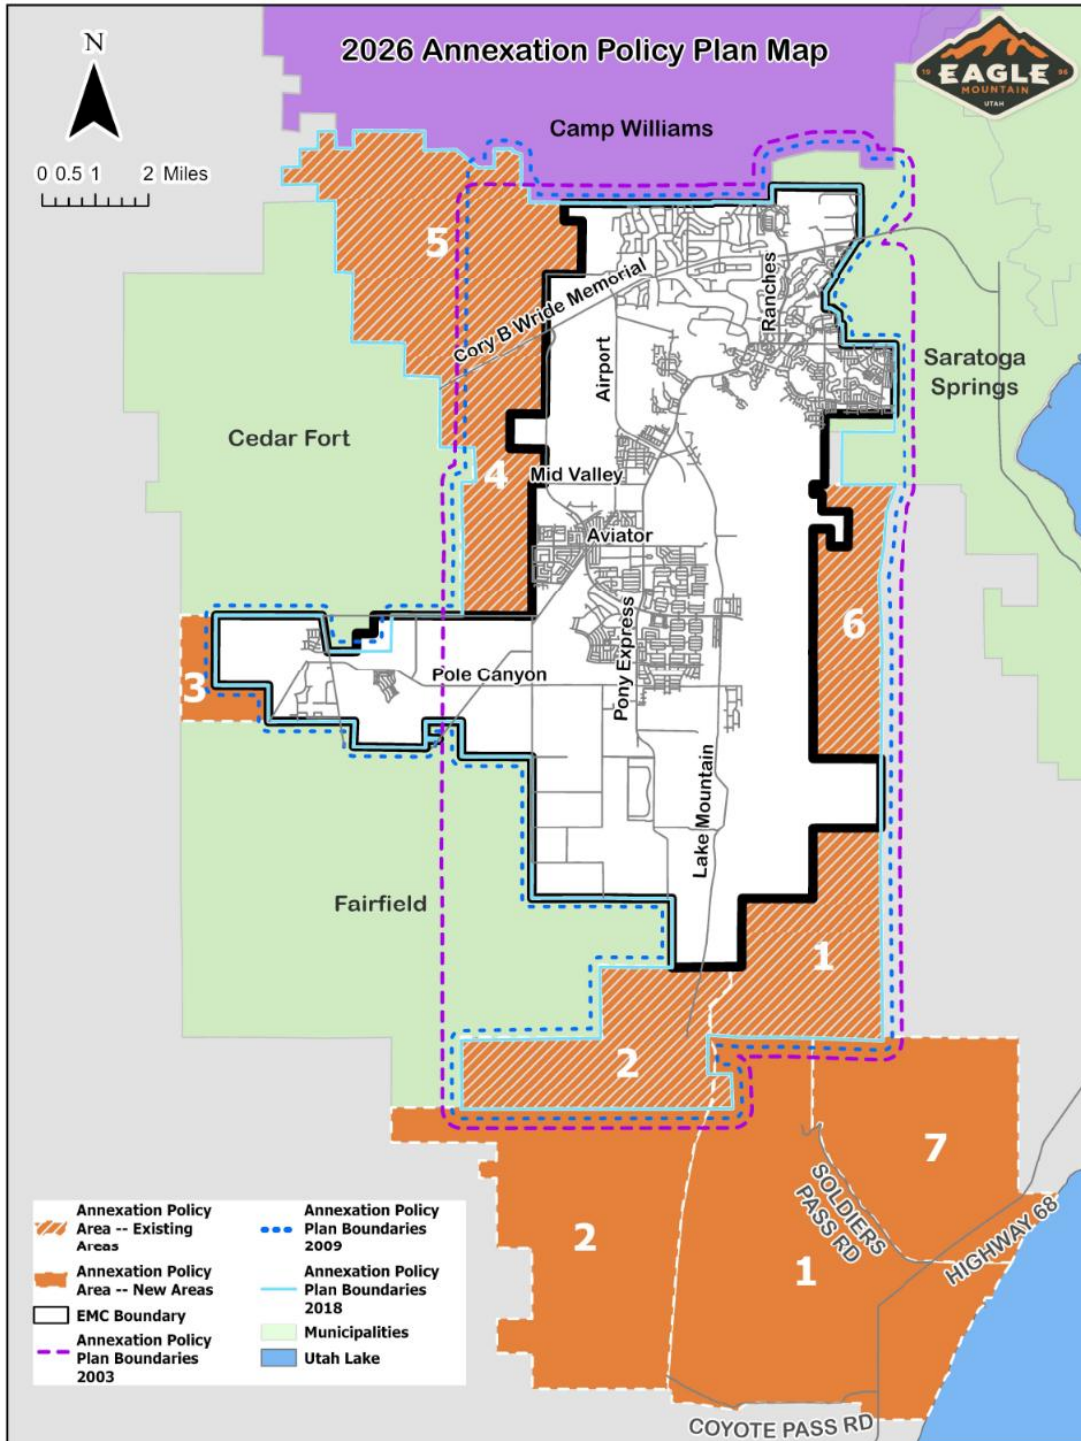 2026 Annexation Policy Plan Map
19 96
EAGLE
MOUNTAIN
UTAH
N
0 0.5 1 2 Miles
Camp Williams
5
Cory B Wride Memorial
Ranches
Airport
Saratoga
Springs
Cedar Fort
4
Mid Valley
Aviator
6
3
Pole Canyon
Pony Express
Lake Mountain
Fairfield
1
2
7
SOLDIERS
PASS RD
HIGHWAY 68
2
1
COYOTE PASS RD
Annexation Policy
Area -- Existing
Areas
Annexation Policy
Area -- New Areas
EMC Boundary
Annexation Policy
Plan Boundaries
2003
Annexation Policy
Plan Boundaries
2009
Annexation Policy
Plan Boundaries
2018
Municipalities
Utah Lake